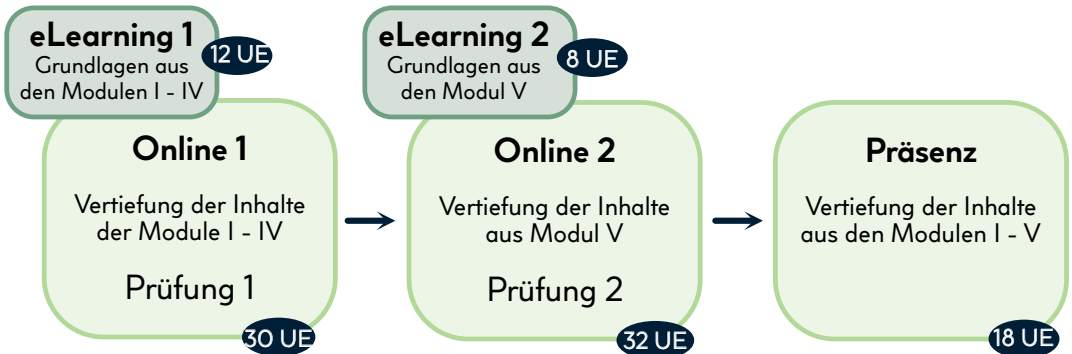 eLearning 1
12 UE
Grundlagen aus
den Modulen I - IV
Online 1
Vertiefung der Inhalte
der Module I - IV
Prüfung 1
30 UE
eLearning 2
8 UE
Grundlagen aus
den Modul V
Online 2
Vertiefung der Inhalte
aus Modul V
Prüfung 2
32 UE
Präsenz
Vertiefung der Inhalte
aus den Modulen I - V
18 UE